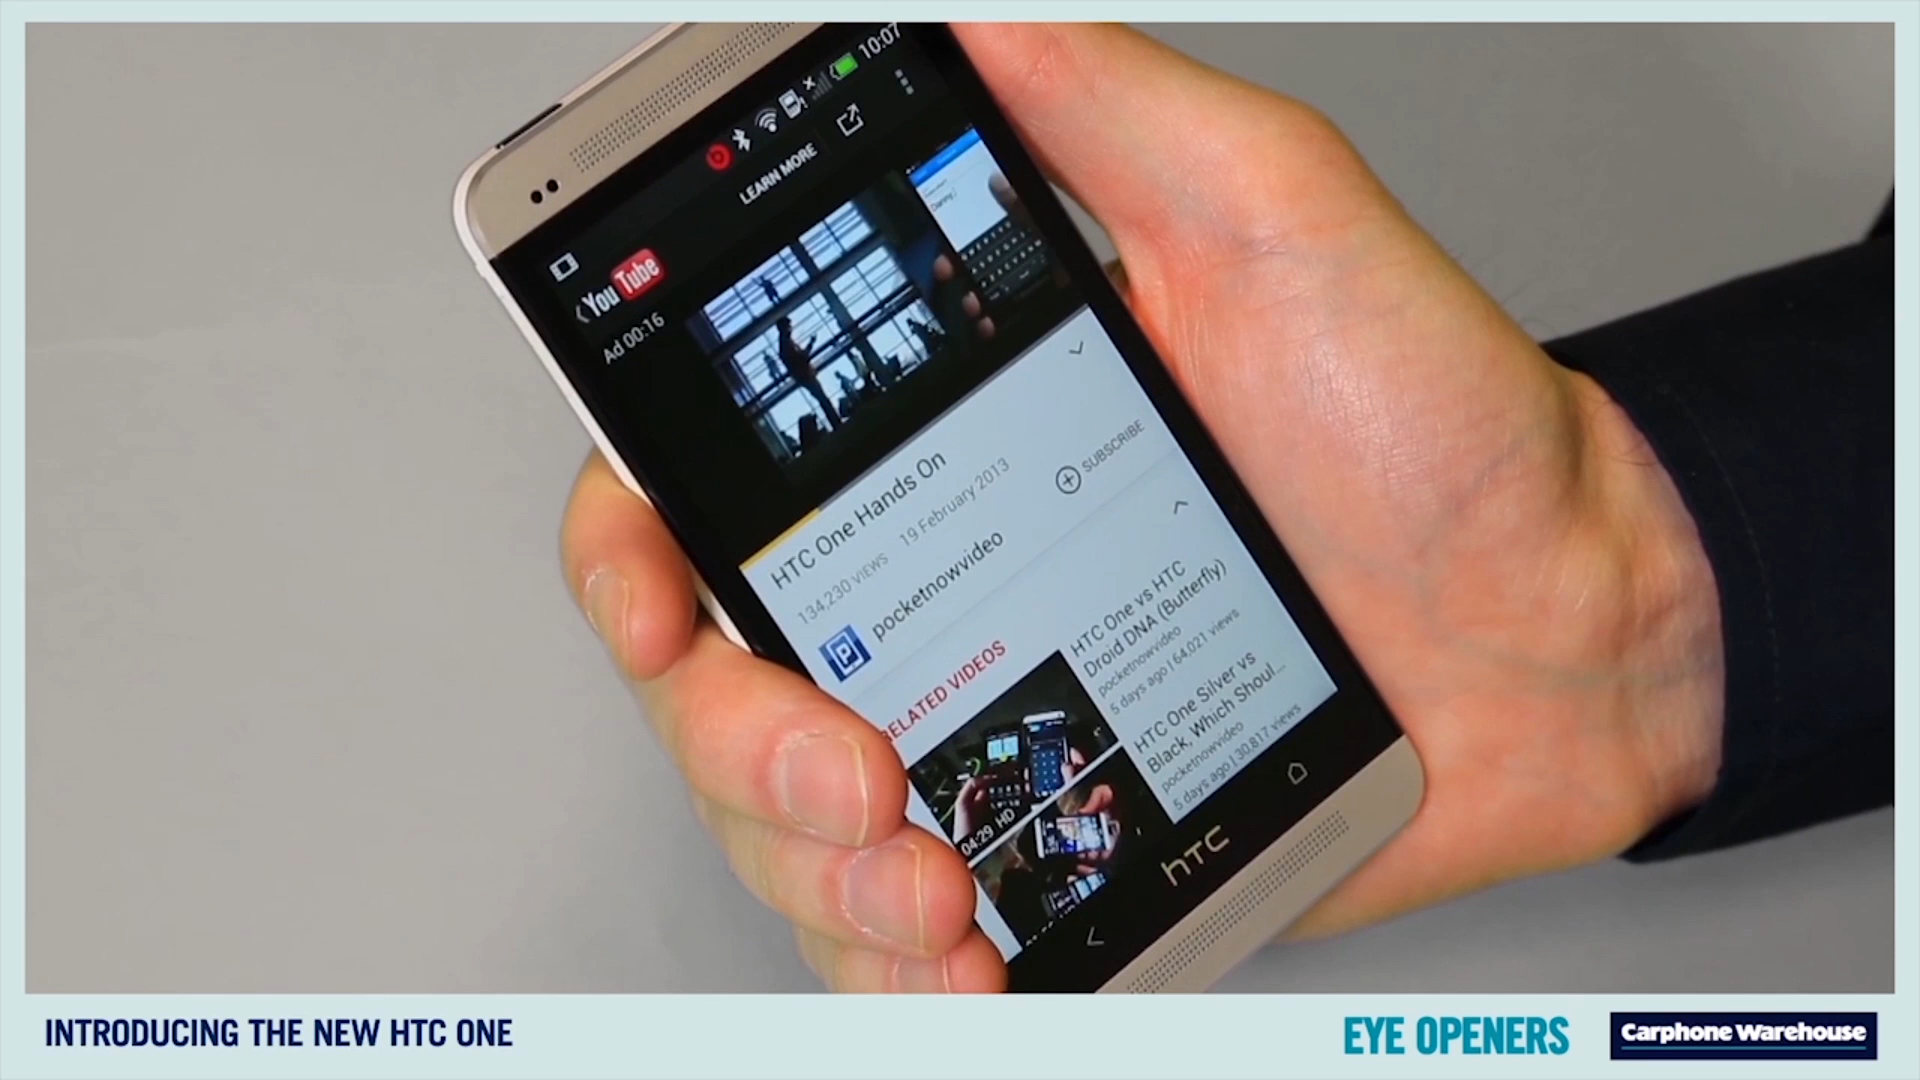 10:07
LEARN MORE
YouTube
Ad 00:16
HTC One Hands On
134,230 VIEWS 19 February 2013
SUBSCRIBE
pocketnowvideo
RELATED VIDEOS
HTC One vs HTC
Droid DNA (Butterfly)
pocketnowvideo
5 days ago | 64,021 views
04:29 HD
HTC One Silver vs
Black, Which Shoul...
pocketnowvideo
5 days ago | 30,817 views
hTC
INTRODUCING THE NEW HTC ONE
EYE OPENERS
Carphone Warehouse